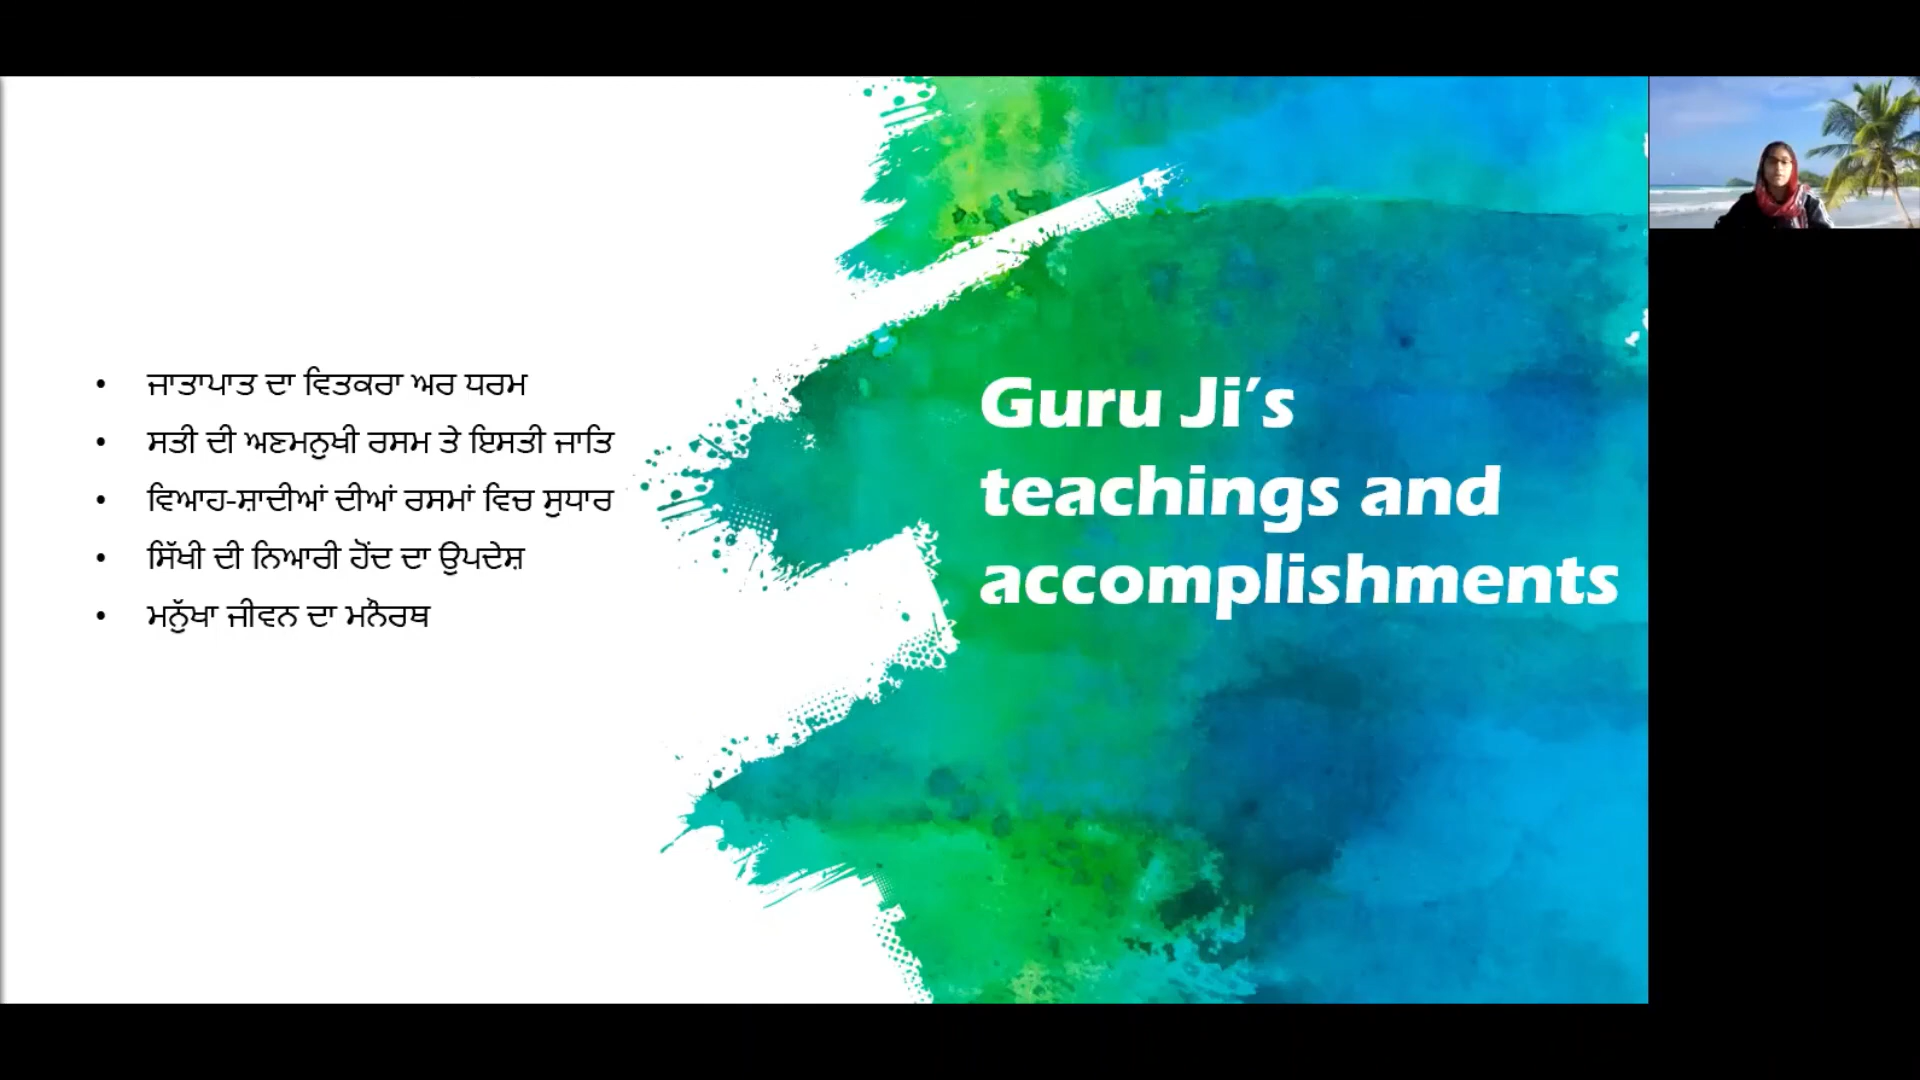 ਜਾਤਾਪਾਤ ਦਾ ਵਿਤਕਰਾ ਅਰ ਧਰਮ
ਸਤੀ ਦੀ ਅਣਮਨੁਖੀ ਰਸਮ ਤੇ ਇਸਤੀ ਜਾਤਿ
ਵਿਆਹ-ਸ਼ਾਦੀਆਂ ਦੀਆਂ ਰਸਮਾਂ ਵਿਚ ਸੁਧਾਰ
ਸਿੱਖੀ ਦੀ ਨਿਆਰੀ ਹੋਂਦ ਦਾ ਉਪਦੇਸ਼
ਮਨੁੱਖਾ ਜੀਵਨ ਦਾ ਮਨੋਰਥ
Guru Ji’s
teachings and
accomplishments